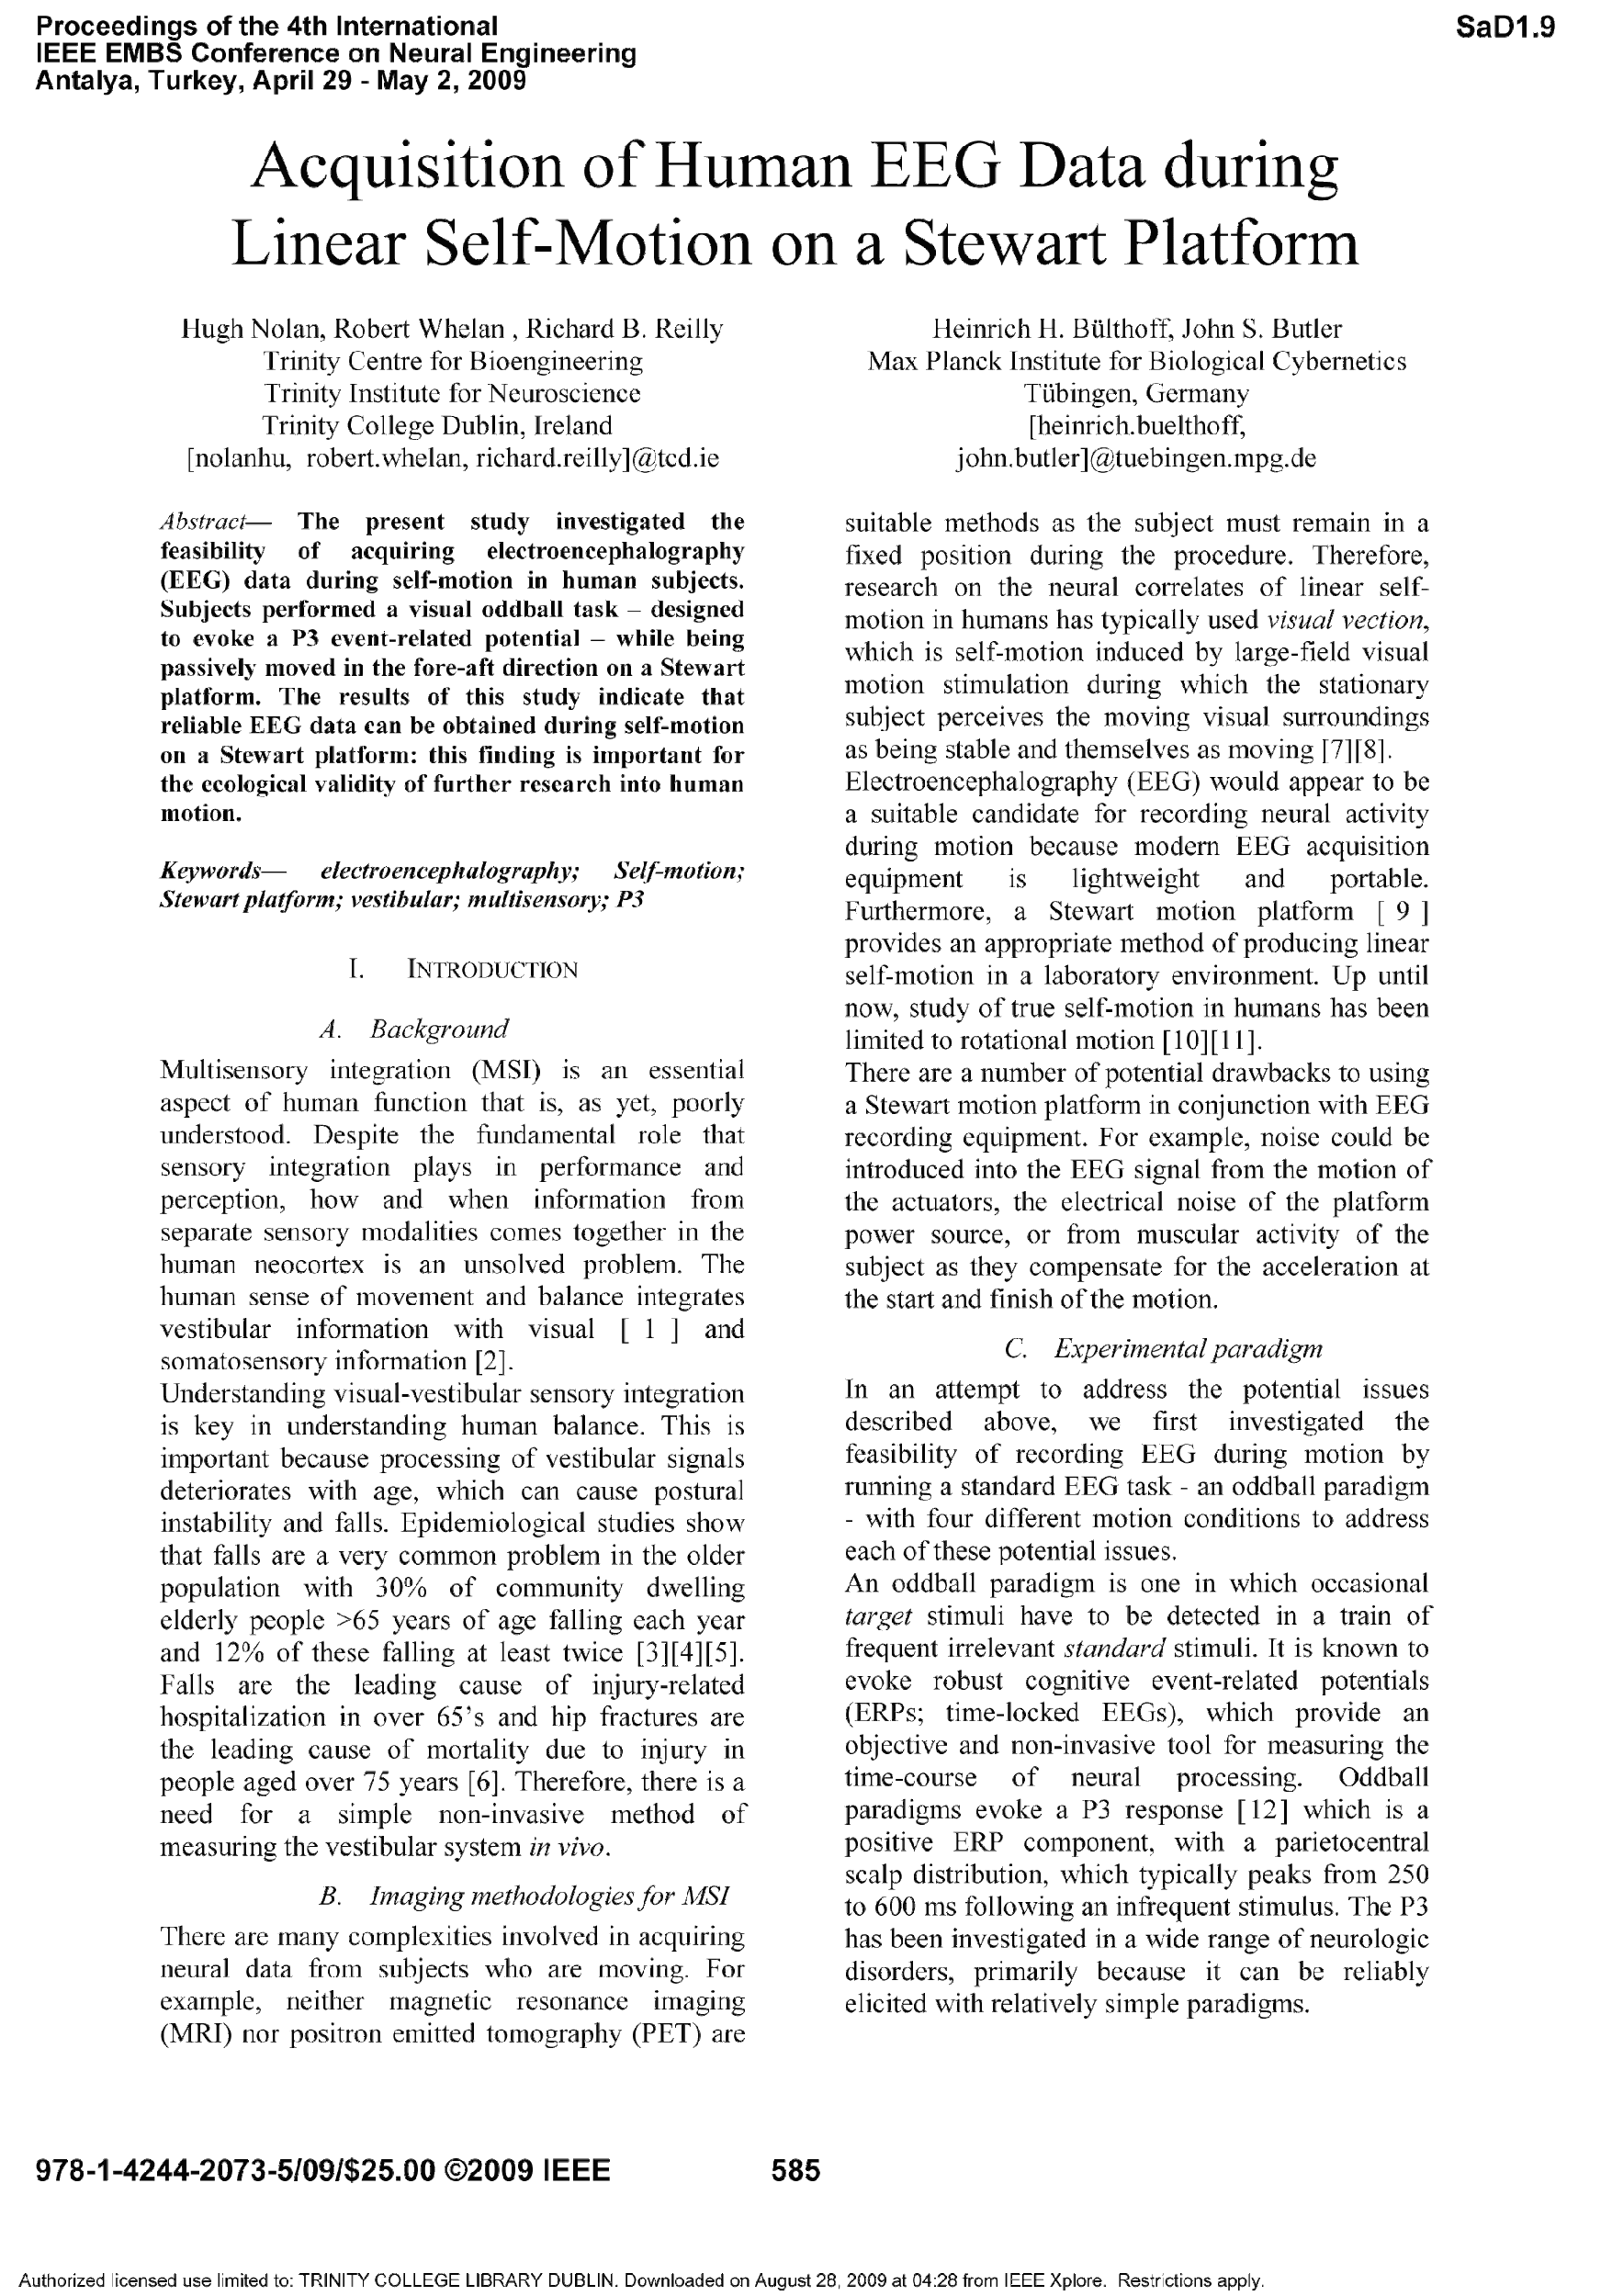 Proceedings of the 4th International
IEEE EMBS Conference on Neural Engineering
Antalya, Turkey, April 29 - May 2, 2009
SaD1.9
Acquisition of Human EEG Data during
Linear Self-Motion on a Stewart Platform
Hugh Nolan, Robert Whelan , Richard B. Reilly
Trinity Centre for Bioengineering
Trinity Institute for Neuroscience
Trinity College Dublin, Ireland
[nolanhu, robert.whelan, richard.reilly]@tcd.ie
Heinrich H. Bülthoff, John S. Butler
Max Planck Institute for Biological Cybernetics
Tübingen, Germany
[heinrich.buelthoff,
john.butler]@tuebingen.mpg.de
Abstract— The present study investigated the
feasibility of acquiring electroencephalography
(EEG) data during self-motion in human subjects.
Subjects performed a visual oddball task – designed
to evoke a P3 event-related potential – while being
passively moved in the fore-aft direction on a Stewart
platform. The results of this study indicate that
reliable EEG data can be obtained during self-motion
on a Stewart platform: this finding is important for
the ecological validity of further research into human
motion.
Keywords— electroencephalography; Self-motion;
Stewart platform; vestibular; multisensory; P3
I. INTRODUCTION
A. Background
Multisensory integration (MSI) is an essential
aspect of human function that is, as yet, poorly
understood. Despite the fundamental role that
sensory integration plays in performance and
perception, how and when information from
separate sensory modalities comes together in the
human neocortex is an unsolved problem. The
human sense of movement and balance integrates
vestibular information with visual [ 1 ] and
somatosensory information [2].
Understanding visual-vestibular sensory integration
is key in understanding human balance. This is
important because processing of vestibular signals
deteriorates with age, which can cause postural
instability and falls. Epidemiological studies show
that falls are a very common problem in the older
population with 30% of community dwelling
elderly people >65 years of age falling each year
and 12% of these falling at least twice [3][4][5].
Falls are the leading cause of injury-related
hospitalization in over 65’s and hip fractures are
the leading cause of mortality due to injury in
people aged over 75 years [6]. Therefore, there is a
need for a simple non-invasive method of
measuring the vestibular system in vivo.
B. Imaging methodologies for MSI
There are many complexities involved in acquiring
neural data from subjects who are moving. For
example, neither magnetic resonance imaging
(MRI) nor positron emitted tomography (PET) are
suitable methods as the subject must remain in a
fixed position during the procedure. Therefore,
research on the neural correlates of linear self-
motion in humans has typically used visual vection,
which is self-motion induced by large-field visual
motion stimulation during which the stationary
subject perceives the moving visual surroundings
as being stable and themselves as moving [7][8].
Electroencephalography (EEG) would appear to be
a suitable candidate for recording neural activity
during motion because modern EEG acquisition
equipment is lightweight and portable.
Furthermore, a Stewart motion platform [ 9 ]
provides an appropriate method of producing linear
self-motion in a laboratory environment. Up until
now, study of true self-motion in humans has been
limited to rotational motion [10][11].
There are a number of potential drawbacks to using
a Stewart motion platform in conjunction with EEG
recording equipment. For example, noise could be
introduced into the EEG signal from the motion of
the actuators, the electrical noise of the platform
power source, or from muscular activity of the
subject as they compensate for the acceleration at
the start and finish of the motion.
C. Experimental paradigm
In an attempt to address the potential issues
described above, we first investigated the
feasibility of recording EEG during motion by
running a standard EEG task - an oddball paradigm
- with four different motion conditions to address
each of these potential issues.
An oddball paradigm is one in which occasional
target stimuli have to be detected in a train of
frequent irrelevant standard stimuli. It is known to
evoke robust cognitive event-related potentials
(ERPs; time-locked EEGs), which provide an
objective and non-invasive tool for measuring the
time-course of neural processing. Oddball
paradigms evoke a P3 response [12] which is a
positive ERP component, with a parietocentral
scalp distribution, which typically peaks from 250
to 600 ms following an infrequent stimulus. The P3
has been investigated in a wide range of neurologic
disorders, primarily because it can be reliably
elicited with relatively simple paradigms.
978-1-4244-2073-5/09/$25.00 ©2009 IEEE
585
Authorized licensed use limited to: TRINITY COLLEGE LIBRARY DUBLIN. Downloaded on August 28, 2009 at 04:28 from IEEE Xplore. Restrictions apply.